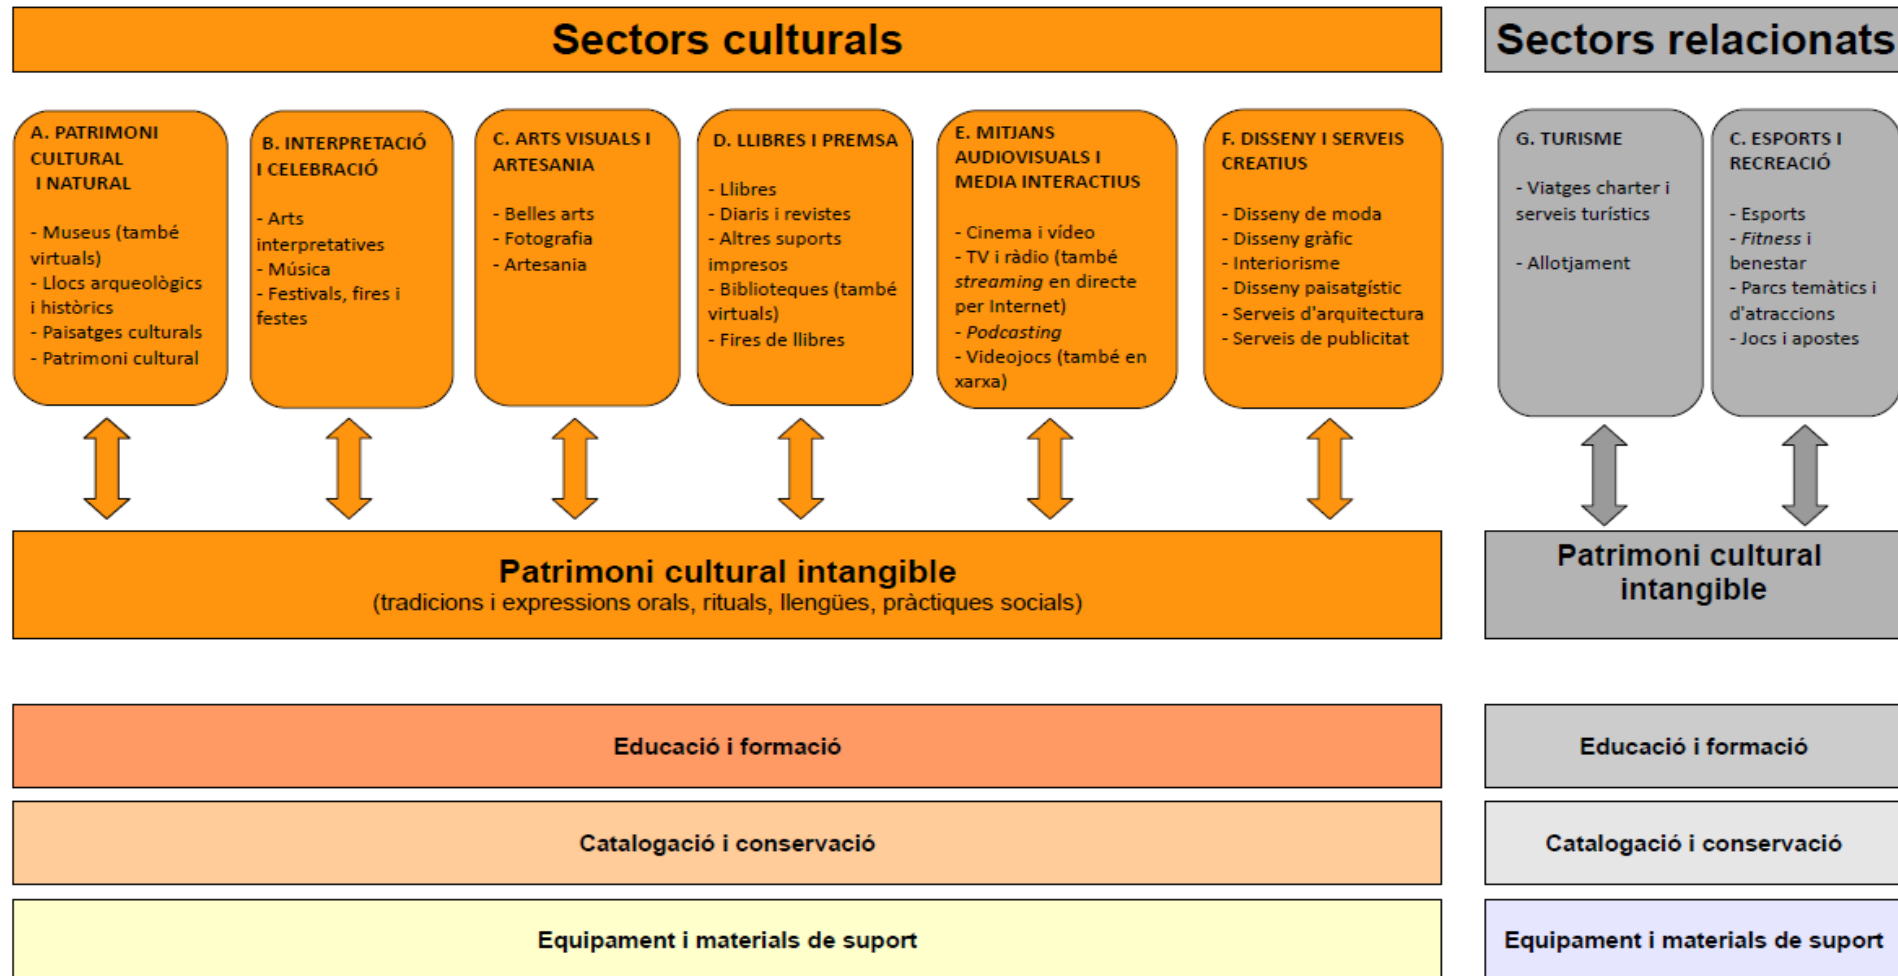 Sectors culturals
Sectors relacionats
A. PATRIMONI
CULTURAL
I NATURAL
- Museus (també
virtuals)
- Llocs arqueològics
i històrics
- Paisatges culturals
- Patrimoni cultural
B. INTERPRETACIÓ
I CELEBRACIÓ
- Arts
interpretatives
- Música
- Festivals, fires i
festes
C. ARTS VISUALS I
ARTESANIA
- Belles arts
- Fotografia
- Artesania
D. LLIBRES I PREMSA
- Llibres
- Diaris i revistes
- Altres suports
impresos
- Biblioteques (també
virtuals)
- Fires de llibres
E. MITJANS
AUDIOVISUALS I
MEDIA INTERACTIUS
- Cinema i vídeo
- TV i ràdio (també
streaming en directe
per Internet)
- Podcasting
- Videojocs (també en
xarxa)
F. DISSENY I SERVEIS
CREATIUS
- Disseny de moda
- Disseny gràfic
- Interiorisme
- Disseny paisatgístic
- Serveis d'arquitectura
- Serveis de publicitat
G. TURISME
- Viatges charter i
serveis turístics
- Allotjament
C. ESPORTS I
RECREACIÓ
- Esports
- Fitness i
benestar
- Parcs temàtics i
d'atraccions
- Jocs i apostes
Patrimoni cultural intangible
(tradicions i expressions orals, rituals, llengües, pràctiques socials)
Patrimoni cultural
intangible
Educació i formació
Educació i formació
Catalogació i conservació
Catalogació i conservació
Equipament i materials de suport
Equipament i materials de suport